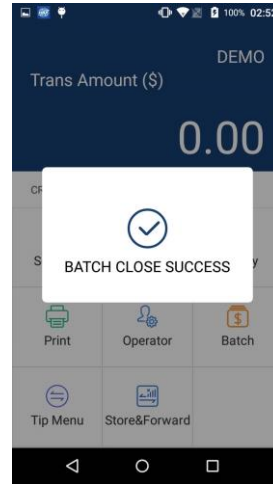 100% 02:52
DEMO
Trans Amount ($)
0.00
BATCH CLOSE SUCCESS
Print
Operator
Batch
Tip Menu
Store&Forward